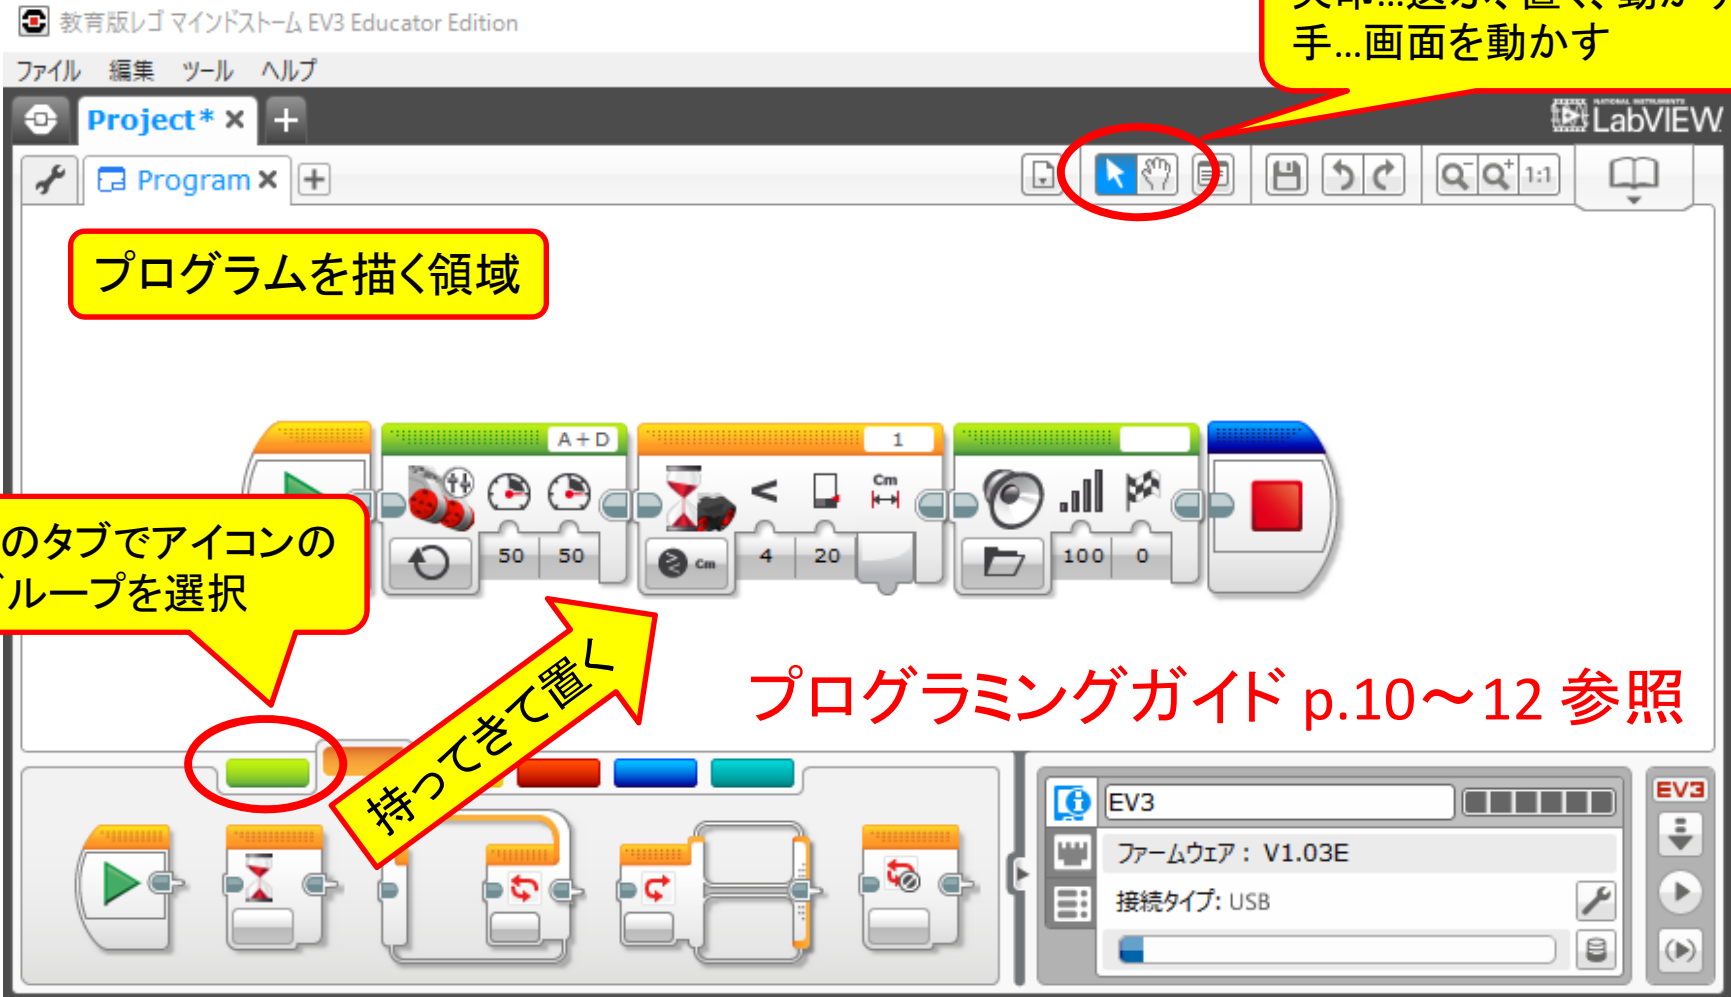 教育版レゴ マインドストーム EV3 Educator Edition
手...画面を動かす
ファイル 編集 ツール ヘルプ
Project*
NATIONAL INSTRUMENTS
LabVIEW
Program
1:1
プログラムを描く領域
A+D
1
Cm
50 50
Cm
4 20
100 0
のタブでアイコンの
ループを選択
持ってきて置く
プログラミングガイド p.10～12 参照
EV3
EV3
ファームウェア: V1.03E
接続タイプ: USB